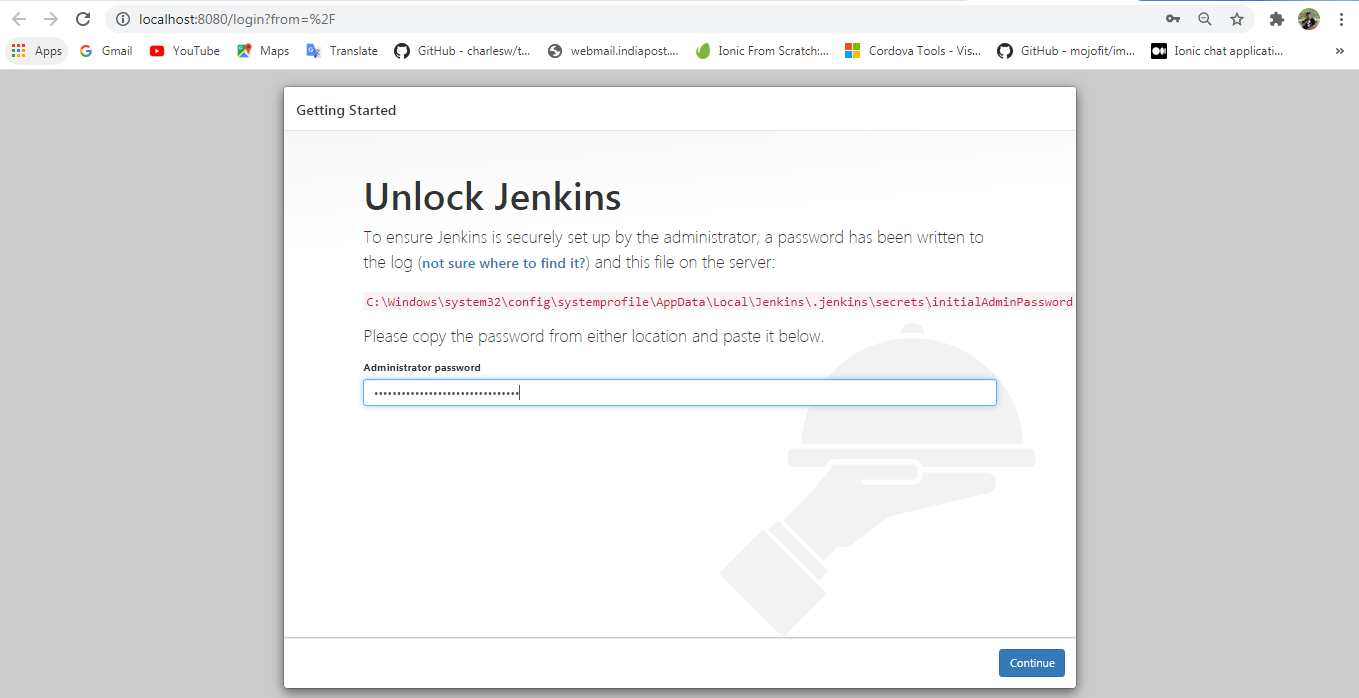 localhost:8080/login?from=%2F
Apps Gmail YouTube Maps Translate GitHub - charlesw/t... webmail.indiapost.... Ionic From Scratch:... Cordova Tools - Vis... GitHub - mojofit/im... Ionic chat applicati... »
Getting Started
Unlock Jenkins
To ensure Jenkins is securely set up by the administrator, a password has been written to
the log (not sure where to find it?) and this file on the server:
C:\Windows\system32\config\systemprofile\AppData\Local\Jenkins\.jenkins\secrets\initialAdminPassword
Please copy the password from either location and paste it below.
Administrator password
Continue